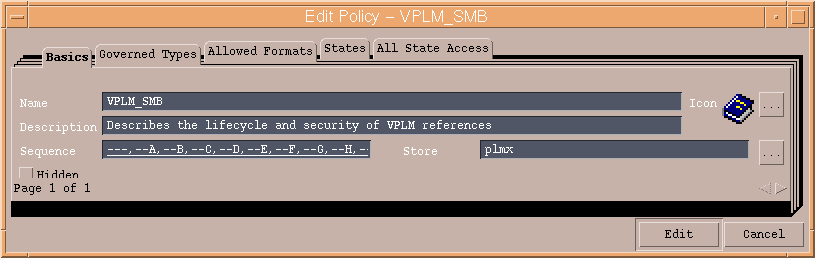 Edit Policy - VPLM_SMB
Basics Governed Types Allowed Formats States All State Access
Name VPLM_SMB Icon ...
Description Describes the lifecycle and security of VPLM references
Sequence ---,--A,--B,--C,--D,--E,--F,--G,--H,- Store plmx ...
Hidden
Page 1 of 1
Edit Cancel